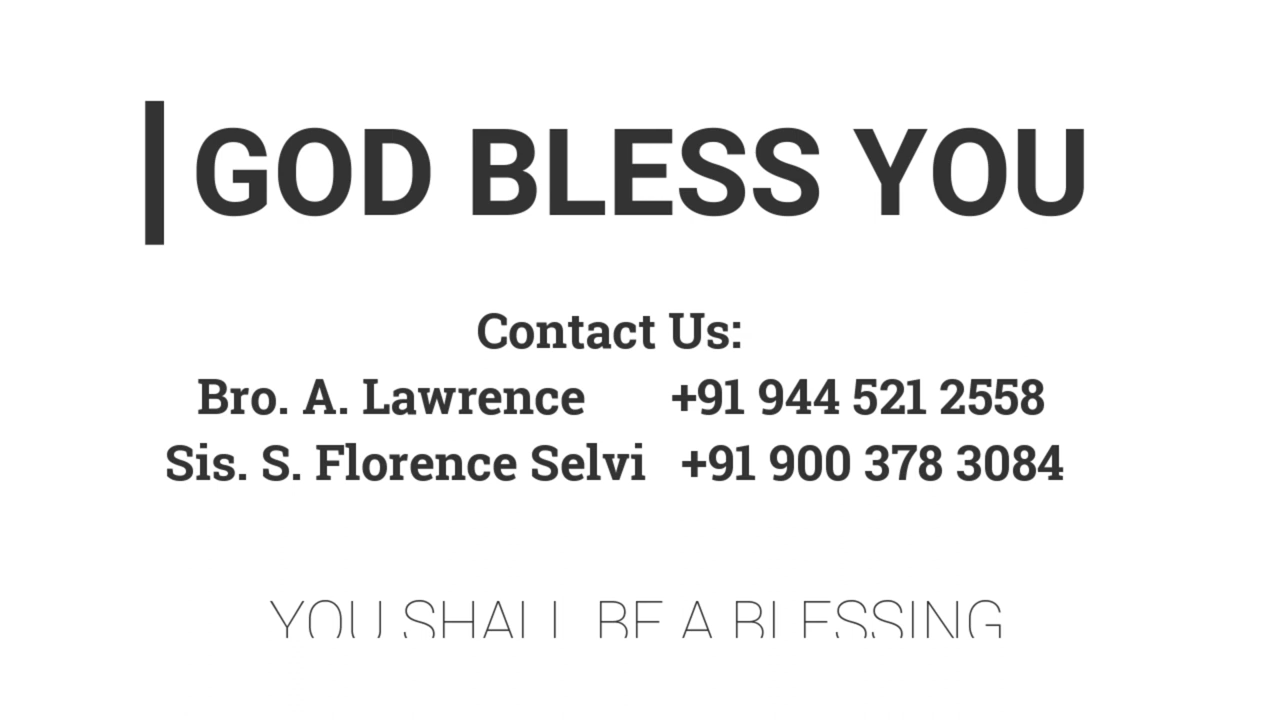 GOD BLESS YOU
Contact Us:
Bro. A. Lawrence +91 944 521 2558
Sis. S. Florence Selvi +91 900 378 3084
YOU SHALL BE A BLESSING